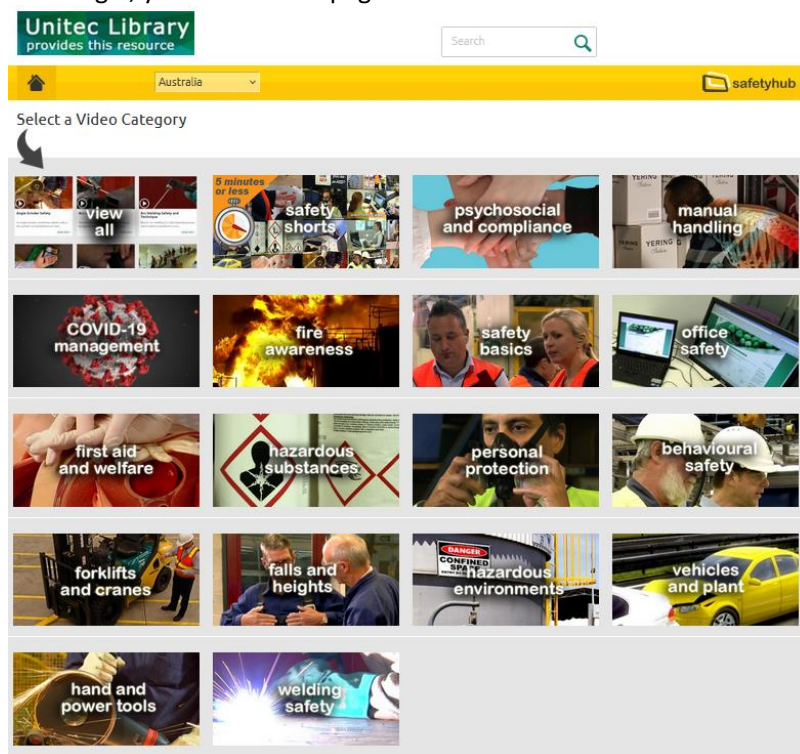 Unitec Library
provides this resource
Search
Australia
safetyhub
Select a Video Category
view
all
5 minutes
or less
safety
shorts
psychosocial
and compliance
manual
handling
COVID-19
management
fire
awareness
safety
basics
office
safety
first aid
and welfare
hazardous
substances
personal
protection
behavioural
safety
forklifts
and cranes
falls and
heights
DANGER
CONFINED
SPACE
hazardous
environments
vehicles
and plant
hand and
power tools
welding
safety